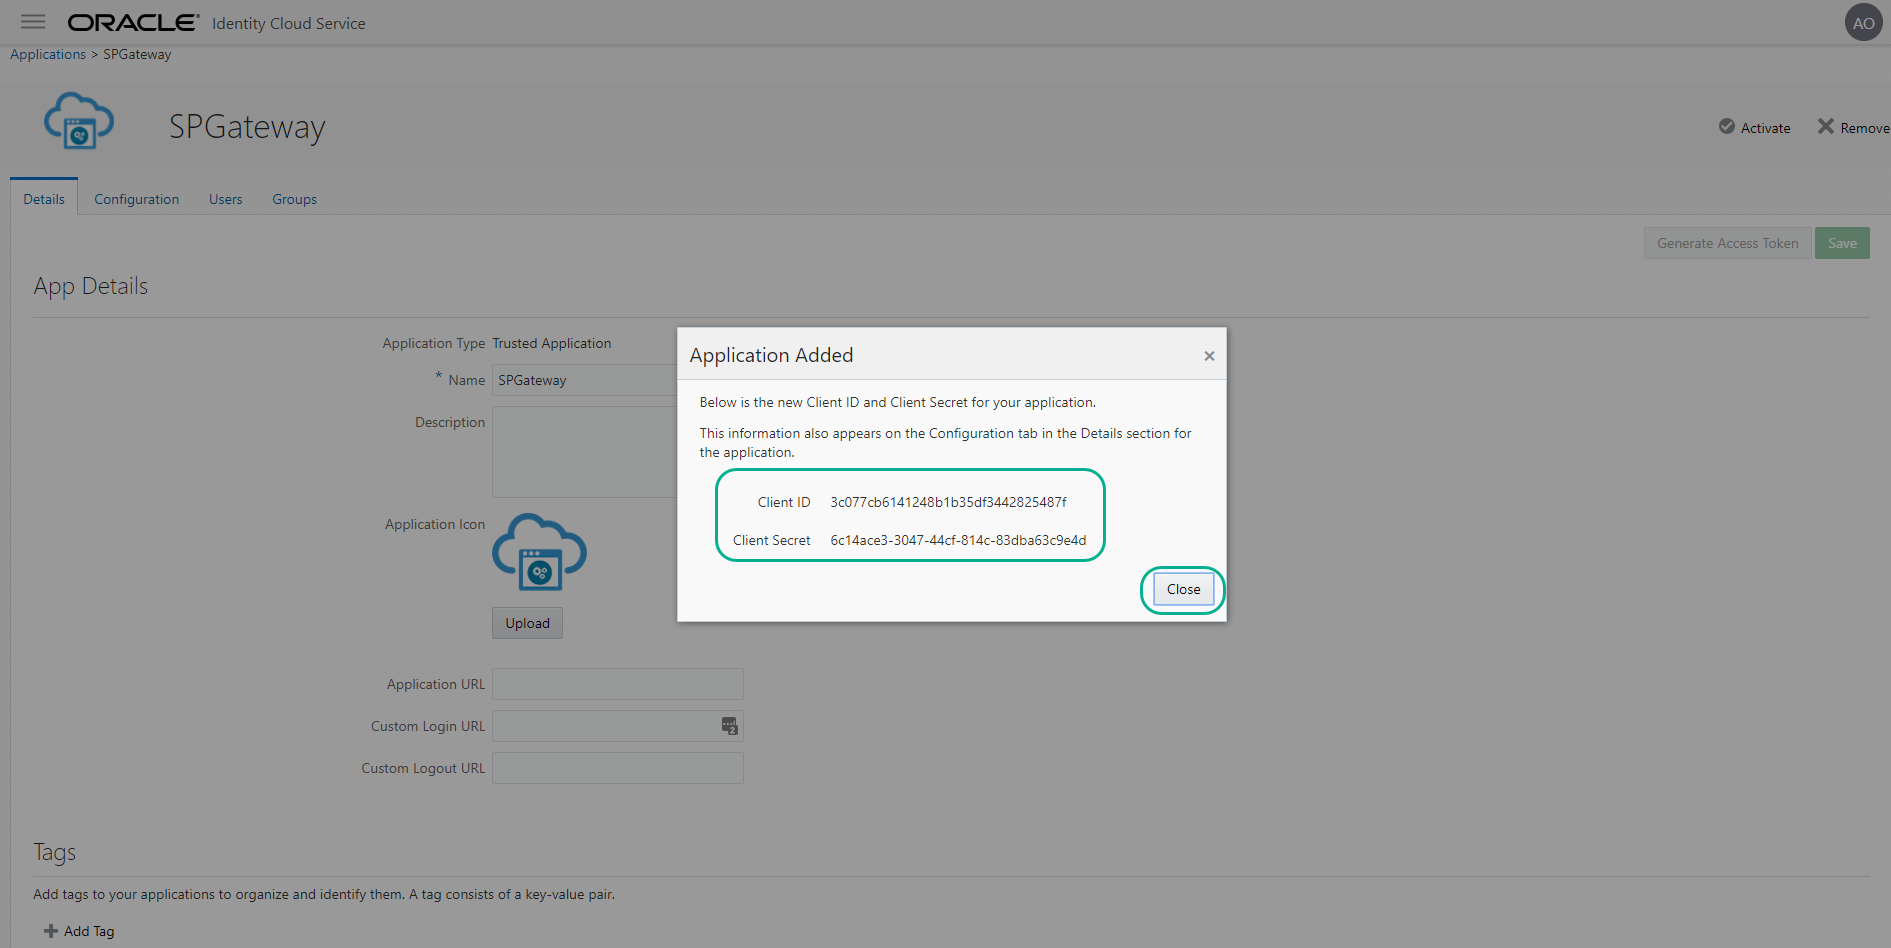 ORACLE® Identity Cloud Service
AO
Applications > SPGateway
SPGateway
Activate
Remove
Details
Configuration
Users
Groups
Generate Access Token
Save
App Details
Application Type Trusted Application
* Name SPGateway
Description
Application Icon
Upload
Application URL
Custom Login URL
2
Custom Logout URL
Application Added
×
Below is the new Client ID and Client Secret for your application.
This information also appears on the Configuration tab in the Details section for
the application.
Client ID 3c077cb6141248b1b35df3442825487f
Client Secret 6c14ace3-3047-44cf-814c-83dba63c9e4d
Close
Tags
Add tags to your applications to organize and identify them. A tag consists of a key-value pair.
Add Tag